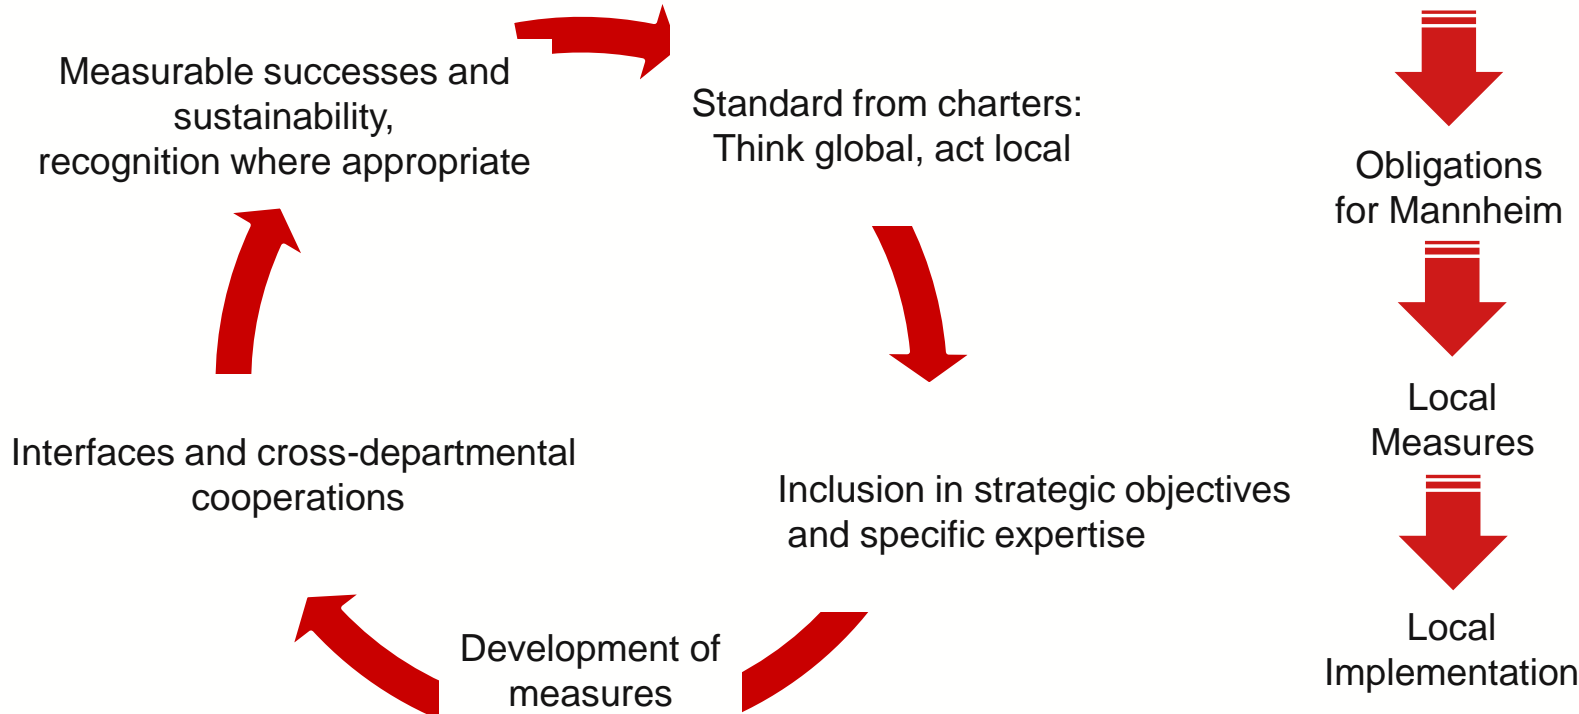 Measurable successes and
sustainability,
recognition where appropriate
Standard from charters:
Think global, act local
Inclusion in strategic objectives
and specific expertise
Development of
measures
Interfaces and cross-departmental
cooperations
Obligations
for Mannheim
Local
Measures
Local
Implementation